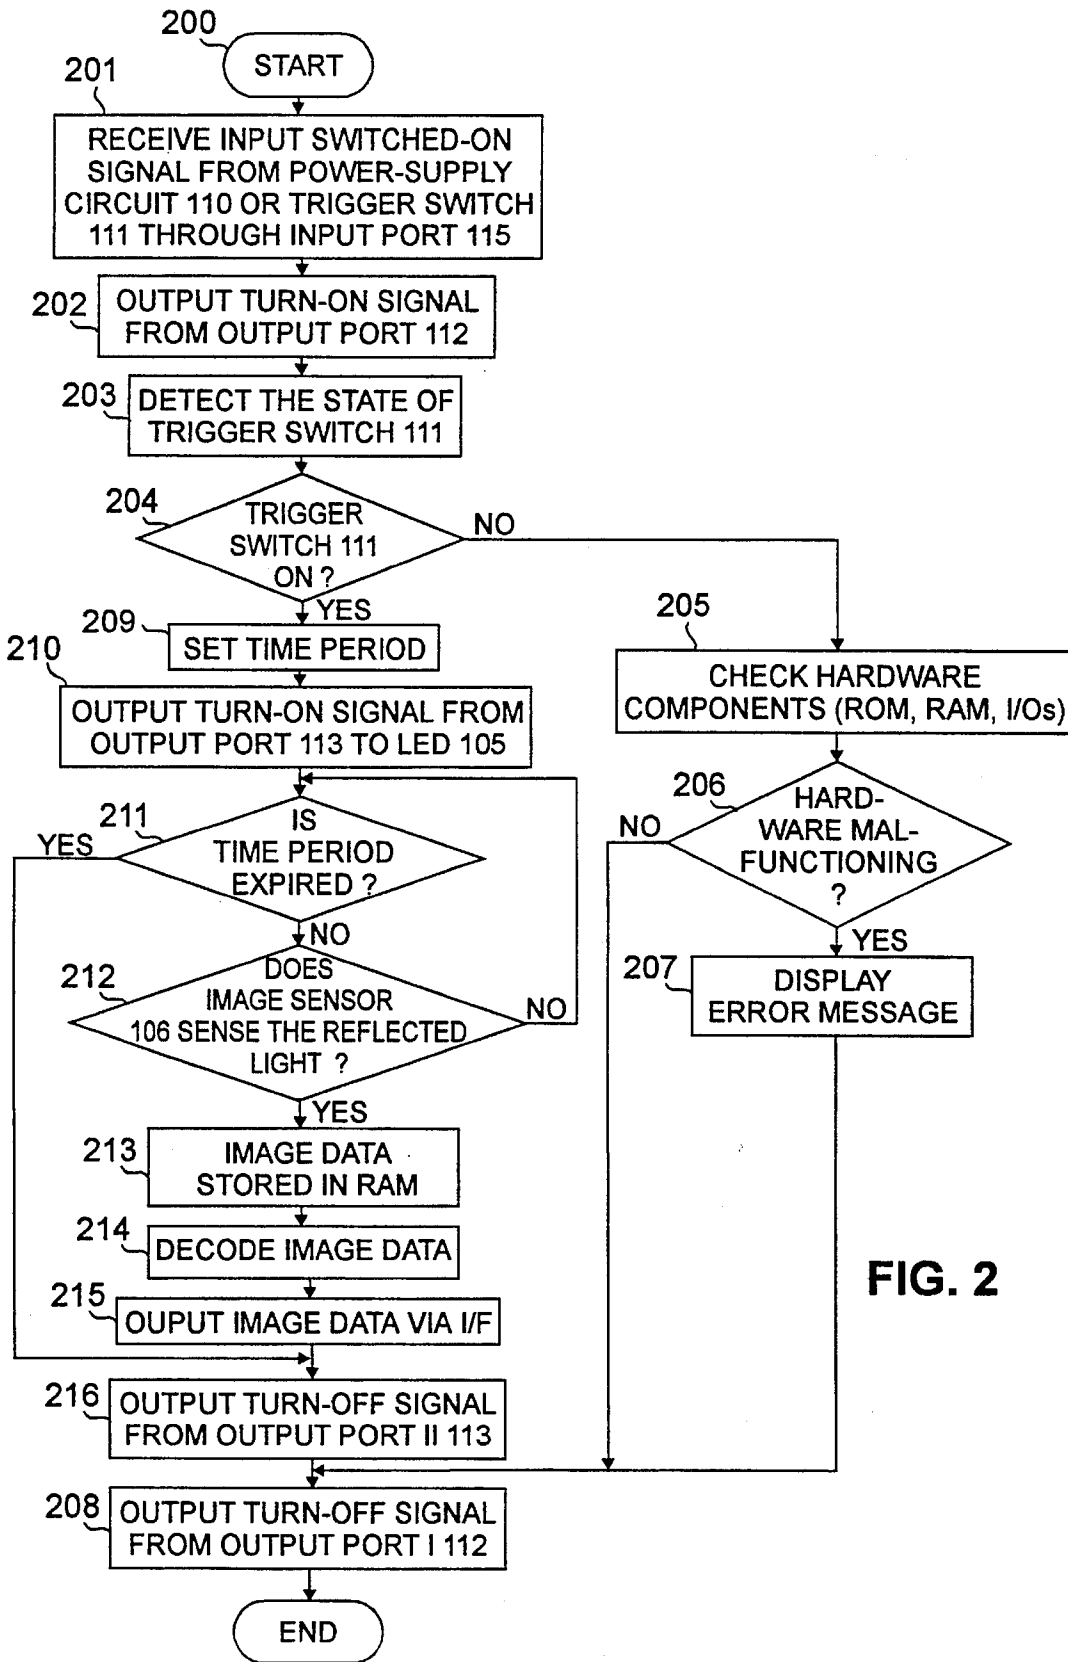 200
START
201
RECEIVE INPUT SWITCHED-ON
SIGNAL FROM POWER-SUPPLY
CIRCUIT 110 OR TRIGGER SWITCH
111 THROUGH INPUT PORT 115
202
OUTPUT TURN-ON SIGNAL
FROM OUTPUT PORT 112
203
DETECT THE STATE OF
TRIGGER SWITCH 111
204
TRIGGER
SWITCH 111
ON ?
NO
YES
209
SET TIME PERIOD
210
OUTPUT TURN-ON SIGNAL FROM
OUTPUT PORT 113 TO LED 105
211
IS
TIME PERIOD
EXPIRED ?
YES
NO
212
DOES
IMAGE SENSOR
106 SENSE THE REFLECTED
LIGHT ?
NO
YES
213
IMAGE DATA
STORED IN RAM
214
DECODE IMAGE DATA
215
OUPUT IMAGE DATA VIA I/F
216
OUTPUT TURN-OFF SIGNAL
FROM OUTPUT PORT II 113
208
OUTPUT TURN-OFF SIGNAL
FROM OUTPUT PORT I 112
END
205
CHECK HARDWARE
COMPONENTS (ROM, RAM, I/Os)
206
HARD-
WARE MAL-
FUNCTIONING
?
NO
YES
207
DISPLAY
ERROR MESSAGE
FIG. 2